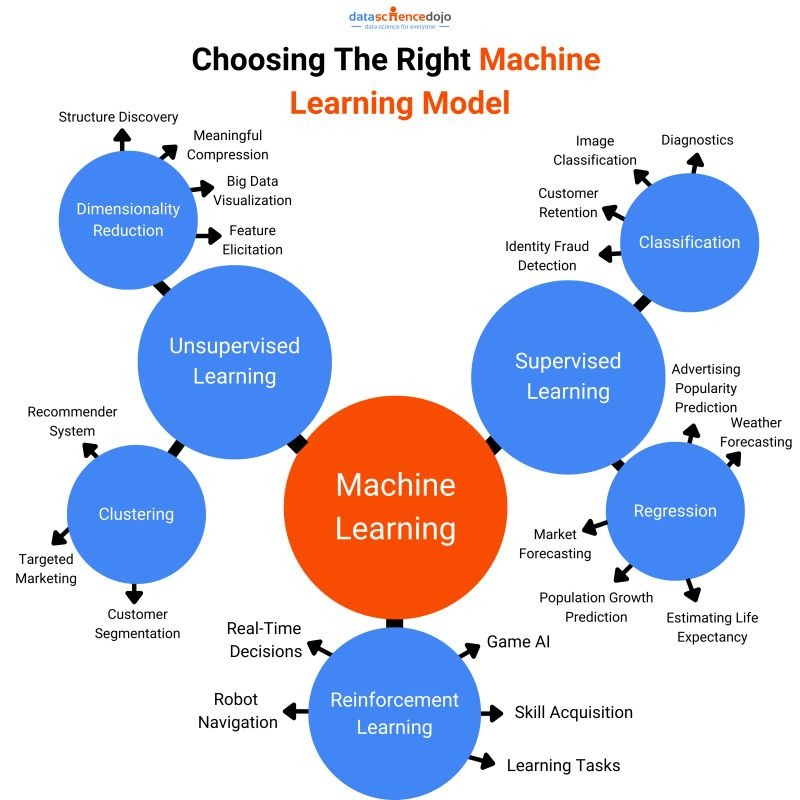 datasciencedojo
data science for everyone
Choosing The Right Machine
Learning Model
Structure Discovery
Meaningful
Compression
Big Data
Visualization
Feature
Elicitation
Dimensionality
Reduction
Image
Classification
Diagnostics
Customer
Retention
Identity Fraud
Detection
Classification
Unsupervised
Learning
Supervised
Learning
Recommender
System
Clustering
Targeted
Marketing
Customer
Segmentation
Machine
Learning
Advertising
Popularity
Prediction
Weather
Forecasting
Regression
Market
Forecasting
Population Growth
Prediction
Estimating Life
Expectancy
Real-Time
Decisions
Game AI
Robot
Navigation
Reinforcement
Learning
Skill Acquisition
Learning Tasks